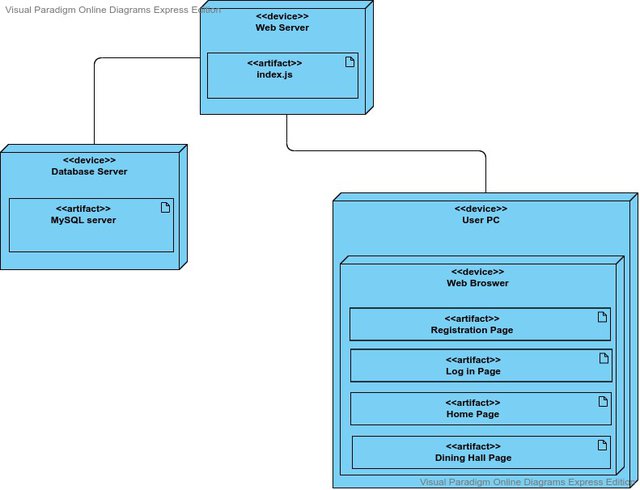 Visual Paradigm Online Diagrams Express Edition
<<device>>
Web Server
<<artifact>>
index.js
<<device>>
Database Server
<<artifact>>
MySQL server
<<device>>
User PC
<<device>>
Web Broswer
<<artifact>>
Registration Page
<<artifact>>
Log in Page
<<artifact>>
Home Page
<<artifact>>
Dining Hall Page
Visual Paradigm Online Diagrams Express Edition